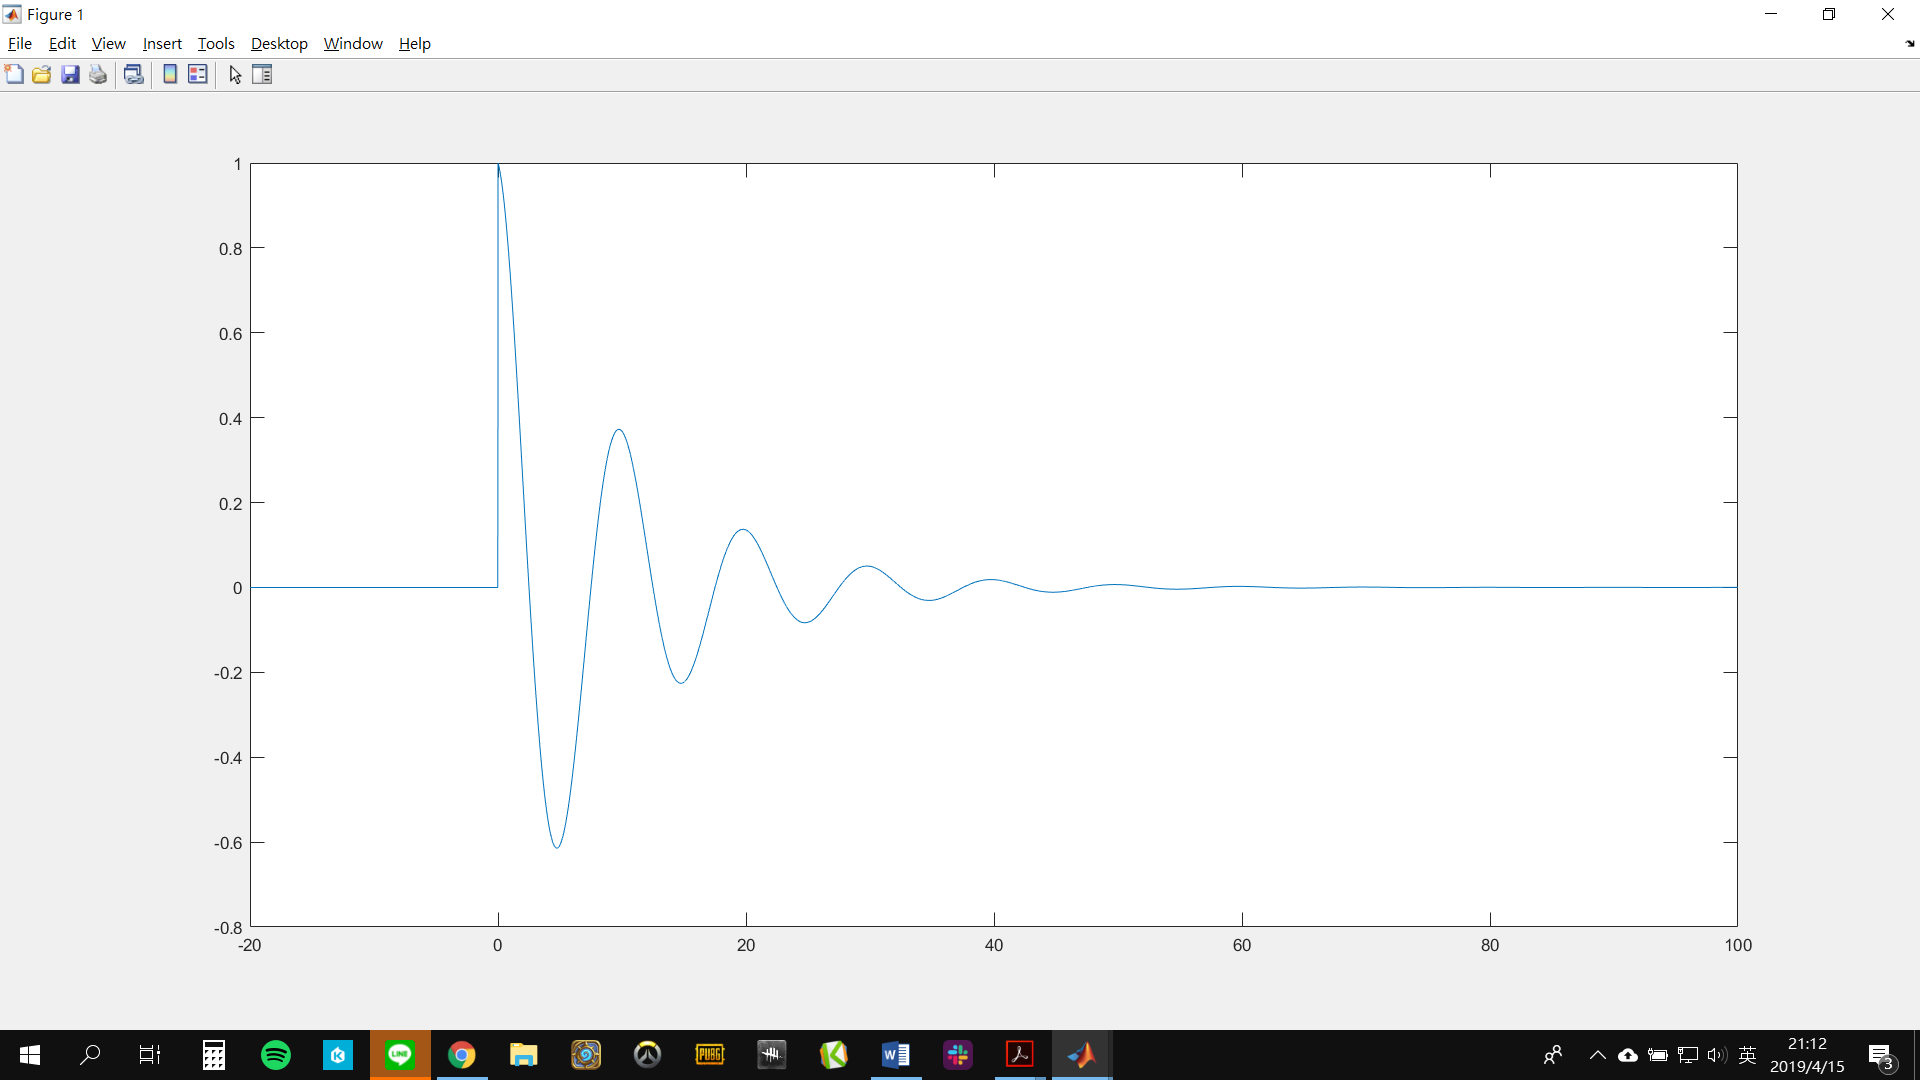 Figure 1
File Edit View Insert Tools Desktop Window Help
1
0.8
0.6
0.4
0.2
0
-0.2
-0.4
-0.6
-0.8
-20 0 20 40 60 80 100
LINE
PUBG
W
英
21:12
2019/4/15
3